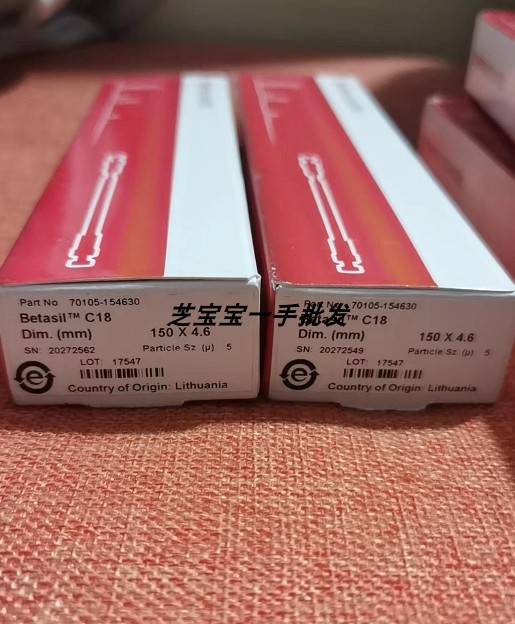 Part No 70105-154630
Betasil™ C18
Dim. (mm) 150 X 4.6
SN: 20272562 Particle Sz. (µ) 5
LOT: 17547
Country of Origin: Lithuania
Part No 70105-154630
Betasil™ C18
Dim. (mm) 150 X 4.6
SN: 20272549 Particle Sz. (µ) 5
LOT: 17547
Country of Origin: Lithuania
芝宝宝一手批发